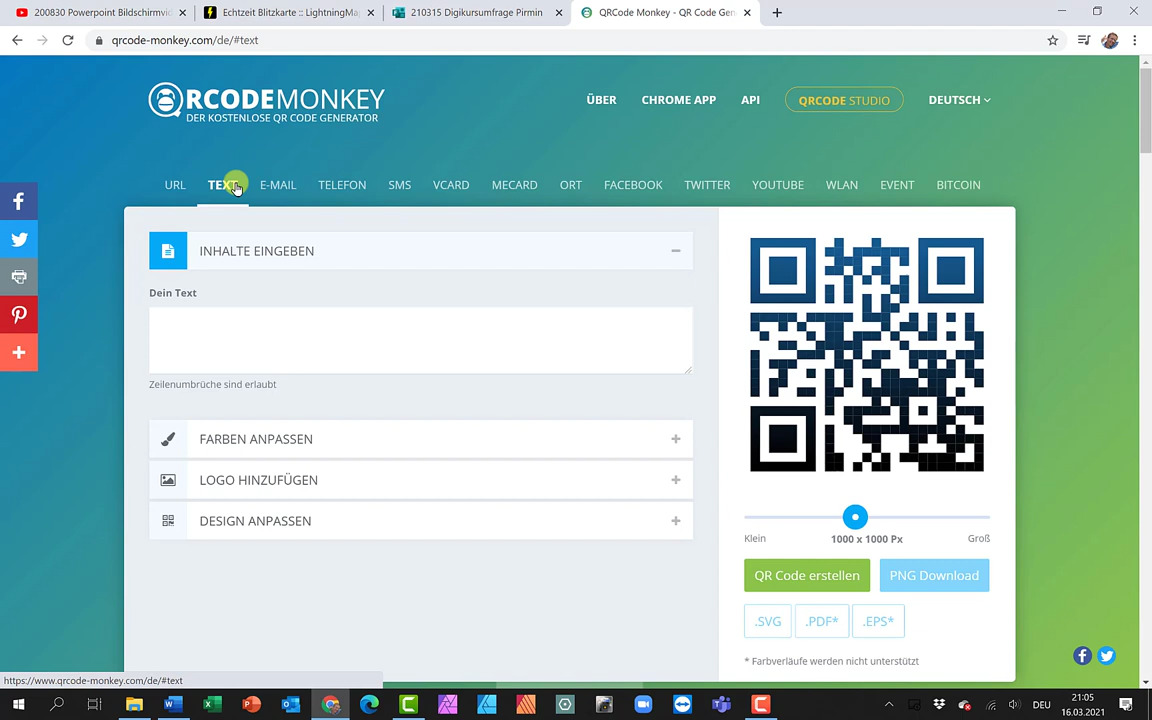 200830 Powerpoint Bildschirmvi
Echtzeit Blitzkarte :: LightningMa
210315 Digikursumfrage Pirmin
QRCode Monkey - QR Code Gen
qrcode-monkey.com/de/#text
RCODEMONKEY
DER KOSTENLOSE QR CODE GENERATOR
ÜBER
CHROME APP
API
QRCODE STUDIO
DEUTSCH
URL
TEXT
E-MAIL
TELEFON
SMS
VCARD
MECARD
ORT
FACEBOOK
TWITTER
YOUTUBE
WLAN
EVENT
BITCOIN
INHALTE EINGEBEN
Dein Text
Zeilenumbrüche sind erlaubt
FARBEN ANPASSEN
LOGO HINZUFÜGEN
DESIGN ANPASSEN
Klein
1000 x 1000 Px
Groß
QR Code erstellen
PNG Download
.SVG
.PDF*
.EPS*
* Farbverläufe werden nicht unterstützt
https://www.qrcode-monkey.com/de/#text
DEU
21:05
16.03.2021